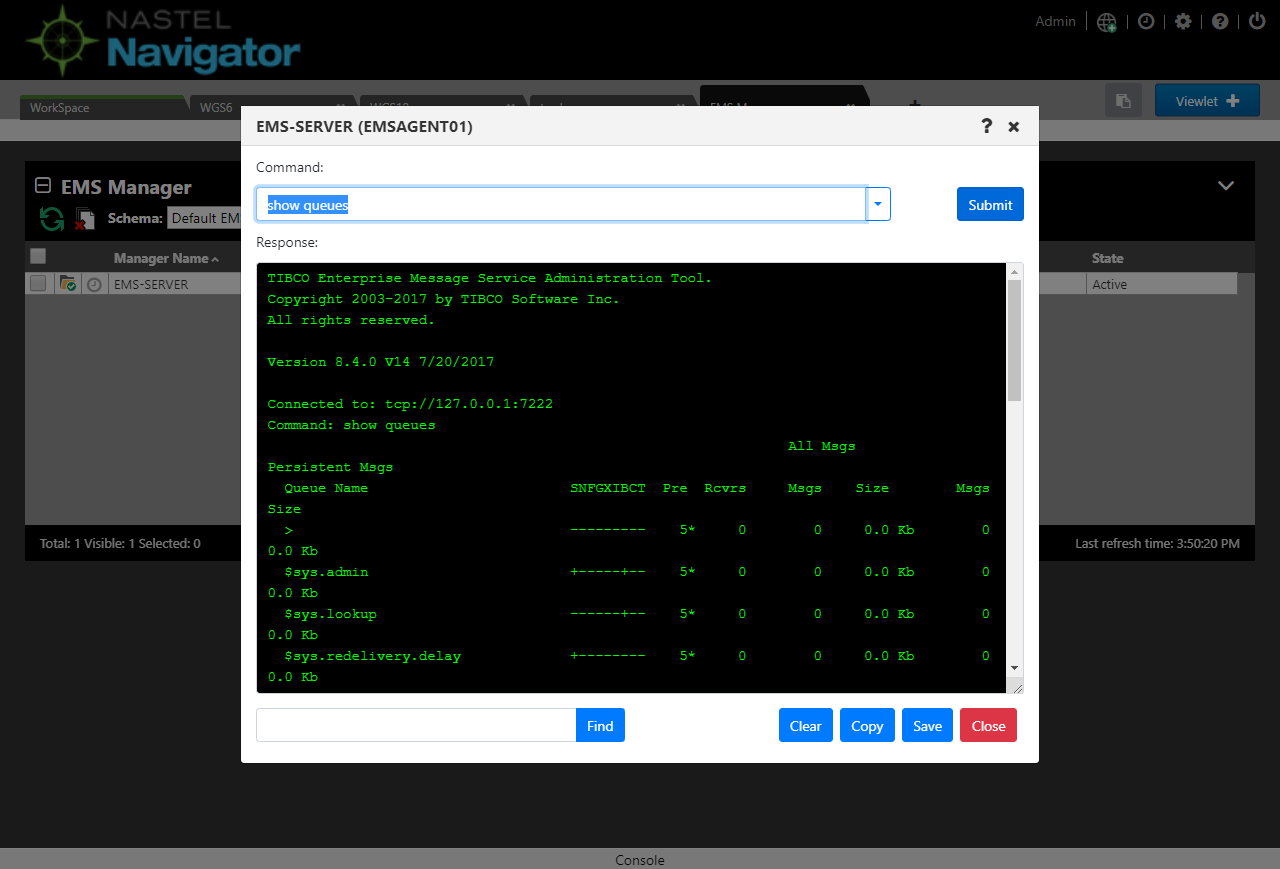 NASTEL
Navigator
Admin
WorkSpace
WGS6
Viewlet
EMS Manager
Schema: Default EM
Manager Name
State
EMS-SERVER
Active
Total: 1 Visible: 1 Selected: 0
Last refresh time: 3:50:20 PM
EMS-SERVER (EMSAGENT01)
Command:
show queues
Submit
Response:
TIBCO Enterprise Message Service Administration Tool.
Copyright 2003-2017 by TIBCO Software Inc.
All rights reserved.
Version 8.4.0 V14 7/20/2017
Connected to: tcp://127.0.0.1:7222
Command: show queues
All Msgs
Persistent Msgs
Queue Name SNFGXIBCT Pre Rcvrs Msgs Size Msgs
Size
> --------- 5* 0 0 0.0 Kb 0
0.0 Kb
$sys.admin +-----+-- 5* 0 0 0.0 Kb 0
0.0 Kb
$sys.lookup ------+-- 5* 0 0 0.0 Kb 0
0.0 Kb
$sys.redelivery.delay +-------- 5* 0 0 0.0 Kb 0
0.0 Kb
Find
Clear
Copy
Save
Close
Console